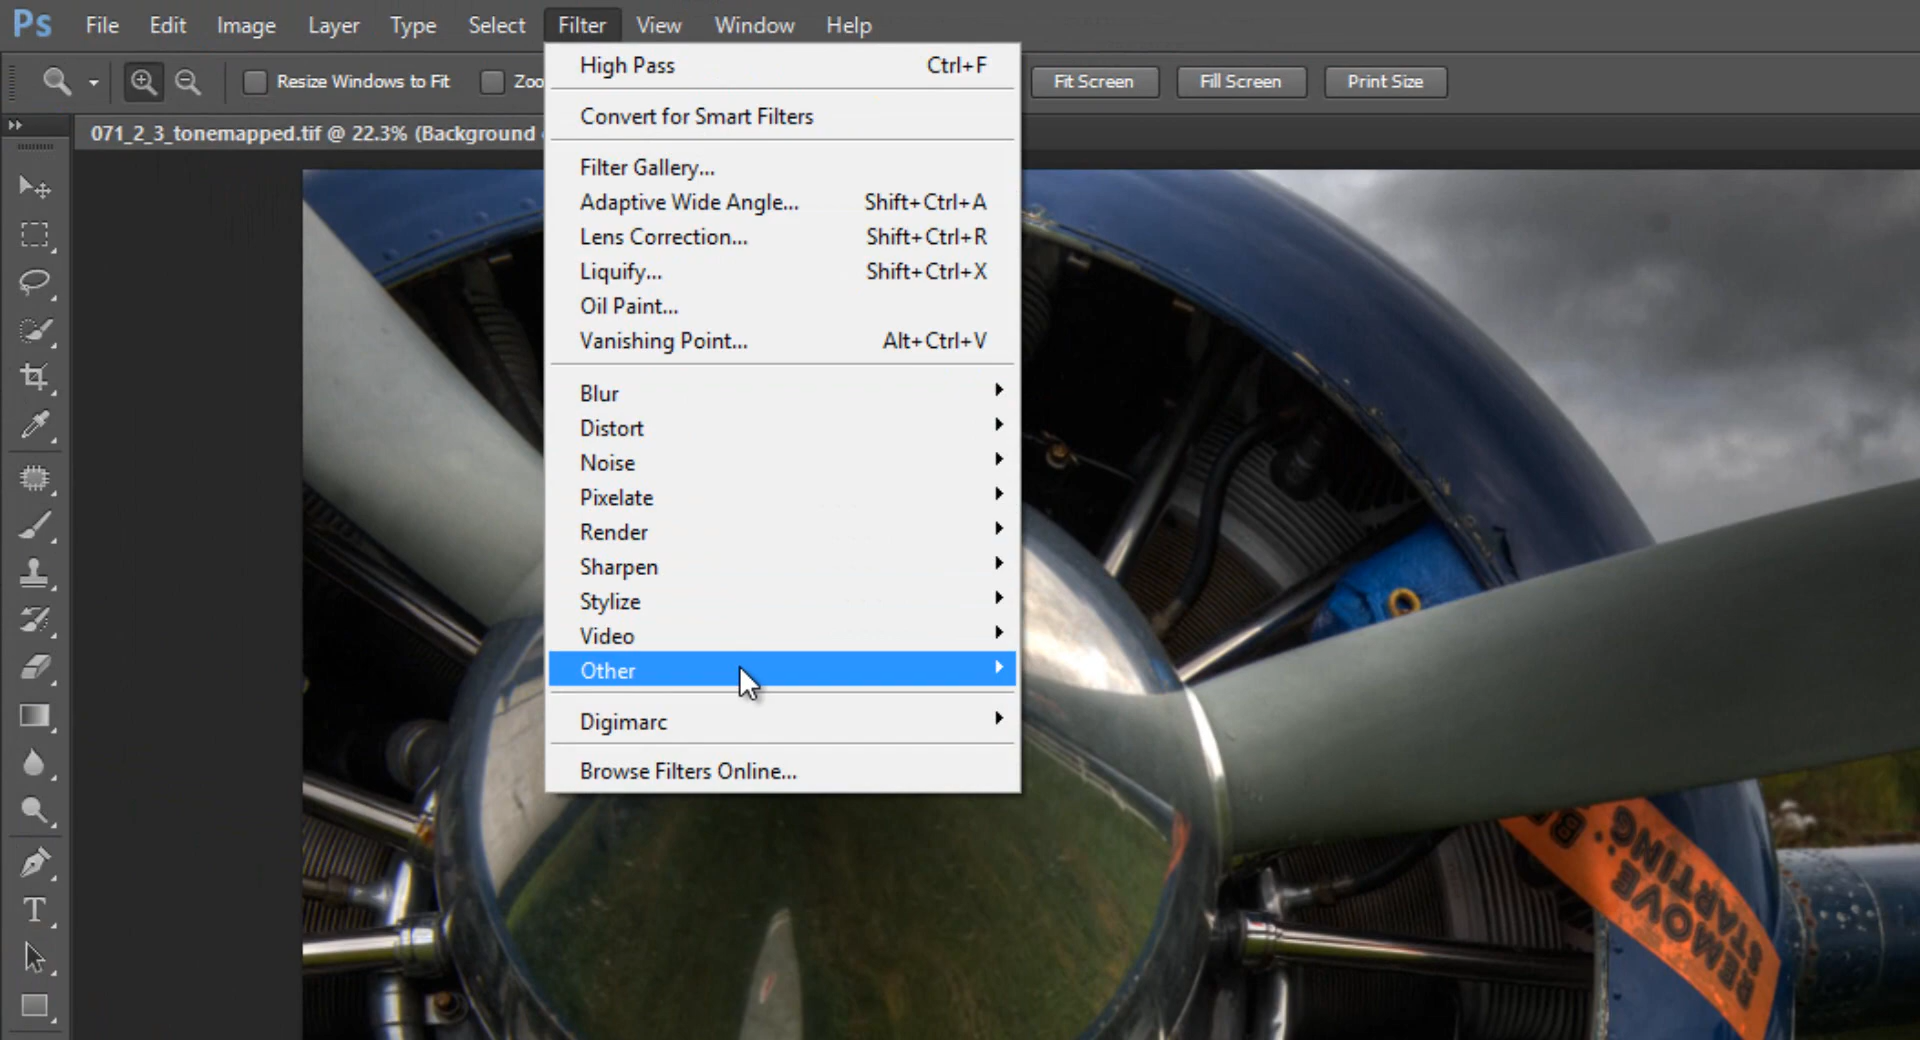 Ps File Edit Image Layer Type Select Filter View Window Help
Resize Windows to Fit Zoo Fit Screen Fill Screen Print Size
071_2_3_tonemapped.tif @ 22.3% (Background
High Pass Ctrl+F
Convert for Smart Filters
Filter Gallery...
Adaptive Wide Angle... Shift+Ctrl+A
Lens Correction... Shift+Ctrl+R
Liquify... Shift+Ctrl+X
Oil Paint...
Vanishing Point... Alt+Ctrl+V
Blur
Distort
Noise
Pixelate
Render
Sharpen
Stylize
Video
Other
Digimarc
Browse Filters Online...
REMOVE B
STARTING